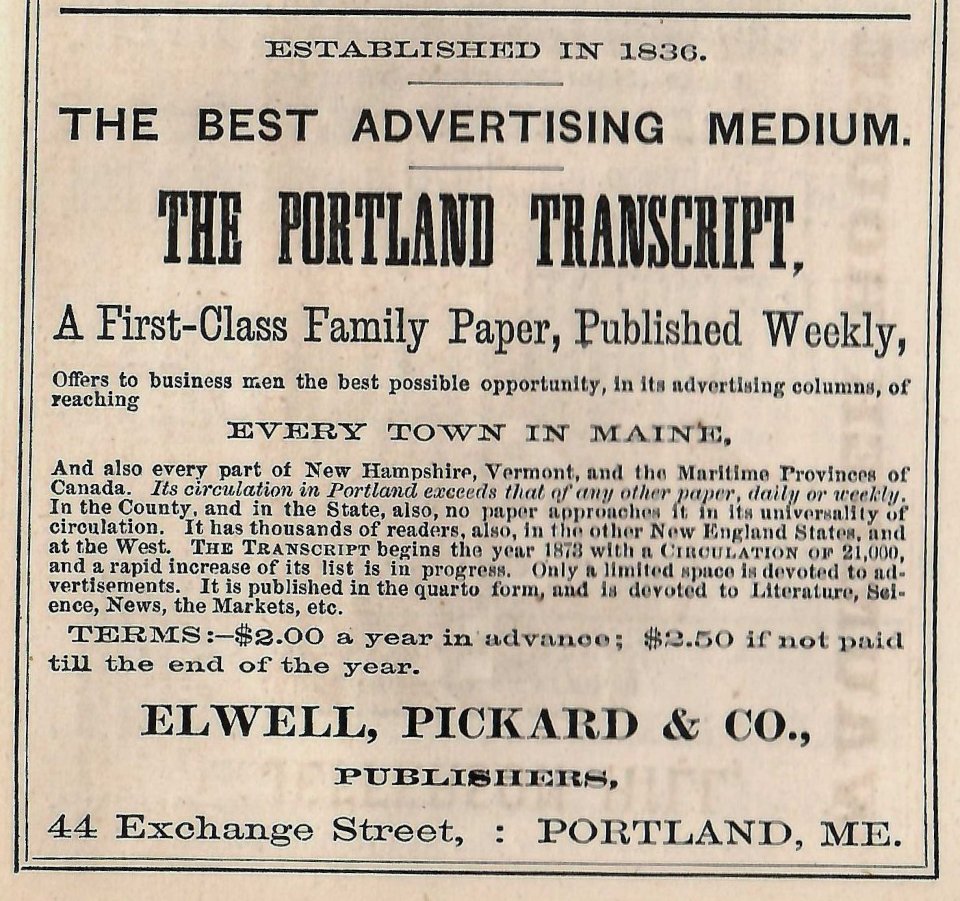 ESTABLISHED IN 1836.
THE BEST ADVERTISING MEDIUM.
THE PORTLAND TRANSCRIPT,
A First-Class Family Paper, Published Weekly,
Offers to business men the best possible opportunity, in its advertising columns, of
reaching
EVERY TOWN IN MAINE,
And also every part of New Hampshire, Vermont, and the Maritime Provinces of
Canada. Its circulation in Portland exceeds that of any other paper, daily or weekly.
In the County, and in the State, also, no paper approaches it in its universality of
circulation. It has thousands of readers, also, in the other New England States, and
at the West. THE TRANSCRIPT begins the year 1873 with a CIRCULATION OF 21,000,
and a rapid increase of its list is in progress. Only a limited space is devoted to ad-
vertisements. It is published in the quarto form, and is devoted to Literature, Sci-
ence, News, the Markets, etc.
TERMS:—$2.00 a year in advance; $2.50 if not paid
till the end of the year.
ELWELL, PICKARD & CO.,
PUBLISHERS,
44 Exchange Street, : PORTLAND, ME.